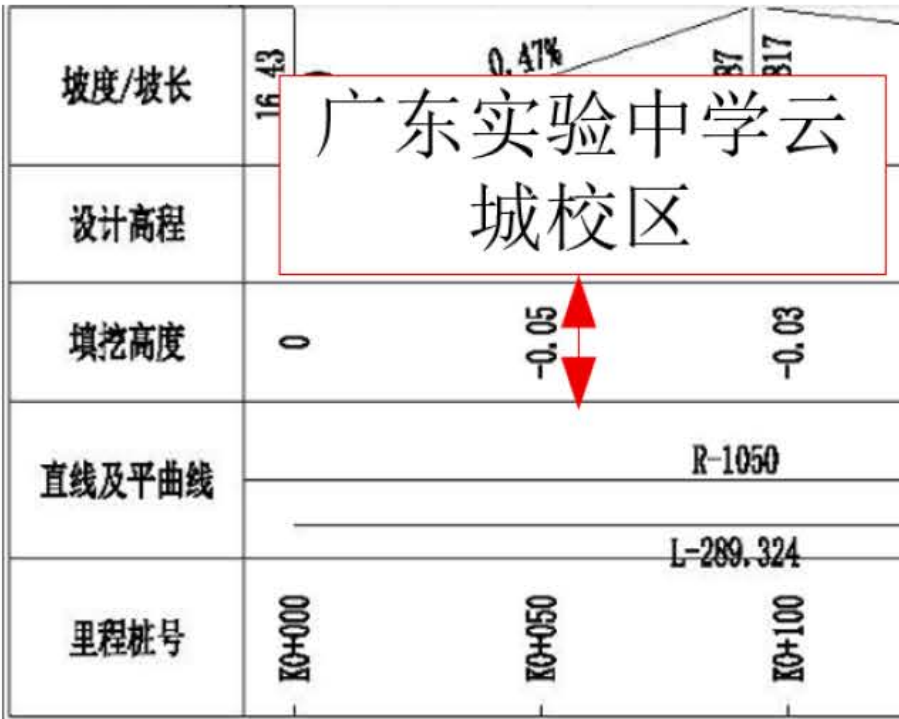 坡度/坡长
16.43
0.47%
87
817
广东实验中学云
城校区
设计高程
填挖高度
0
-0.05
-0.03
直线及平曲线
R-1050
L-289.324
里程桩号
K0+000
K0+050
K0+100